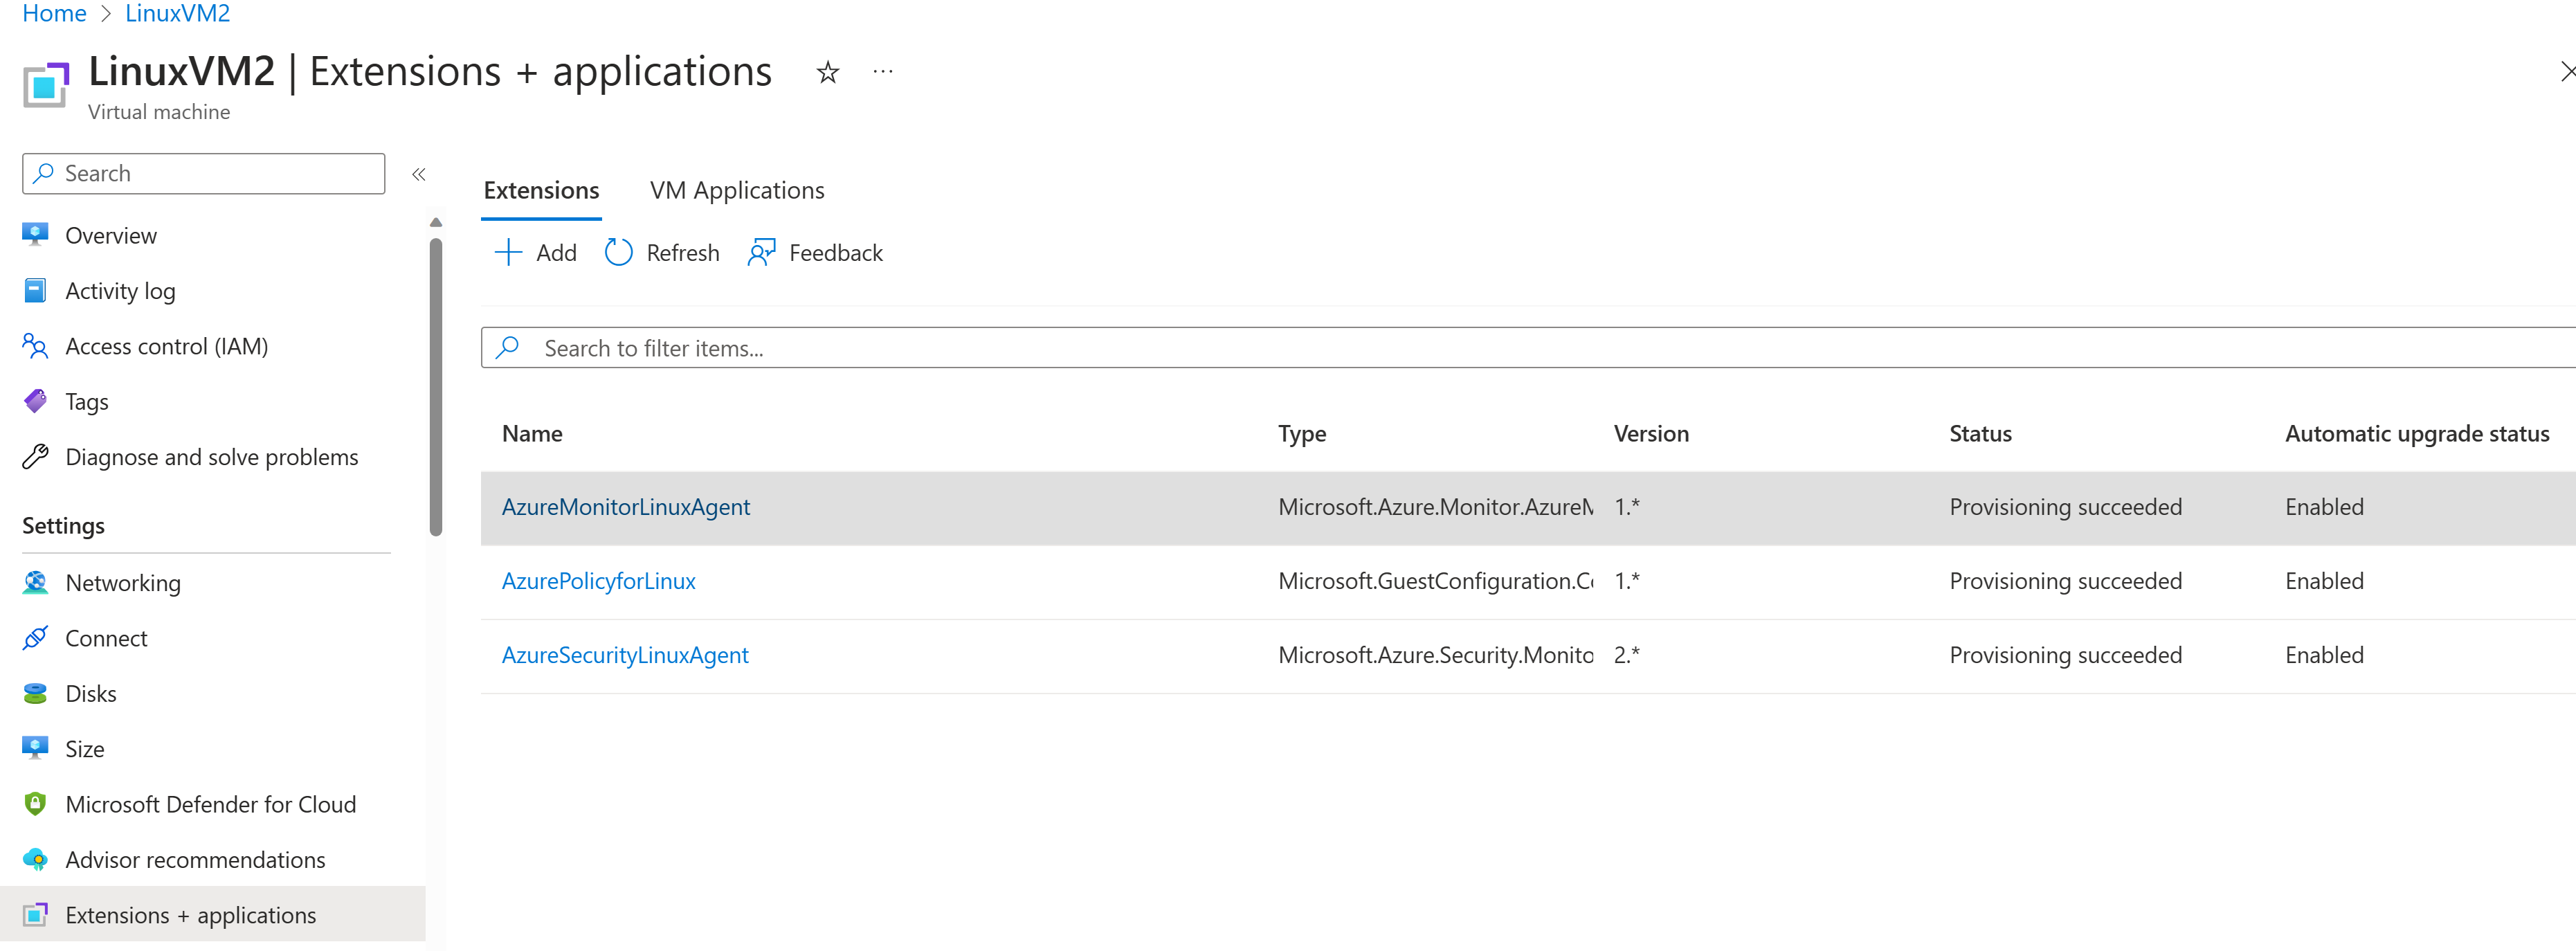 Home > LinuxVM2
LinuxVM2 | Extensions + applications
Virtual machine
Search
Overview
Activity log
Access control (IAM)
Tags
Diagnose and solve problems
Settings
Networking
Connect
Disks
Size
Microsoft Defender for Cloud
Advisor recommendations
Extensions + applications
Extensions VM Applications
Add Refresh Feedback
Search to filter items...
Name Type Version Status Automatic upgrade status
AzureMonitorLinuxAgent Microsoft.Azure.Monitor.AzureM 1.* Provisioning succeeded Enabled
AzurePolicyforLinux Microsoft.GuestConfiguration.Co 1.* Provisioning succeeded Enabled
AzureSecurityLinuxAgent Microsoft.Azure.Security.Monito 2.* Provisioning succeeded Enabled